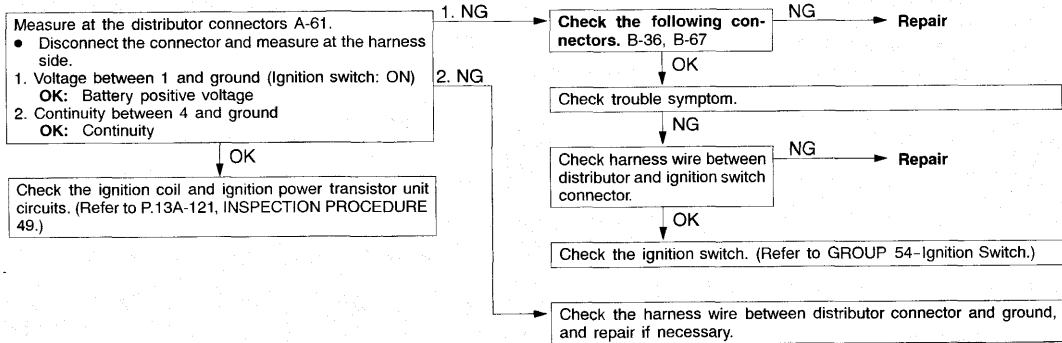 Measure at the distributor connectors A-61.
● Disconnect the connector and measure at the harness
side.
1. Voltage between 1 and ground (Ignition switch: ON)
OK: Battery positive voltage
2. Continuity between 4 and ground
OK: Continuity
1. NG
2. NG
OK
Check the ignition coil and ignition power transistor unit
circuits. (Refer to P.13A-121, INSPECTION PROCEDURE
49.)
Check the following con-
nectors. B-36, B-67
NG
Repair
OK
Check trouble symptom.
NG
Check harness wire between
distributor and ignition switch
connector.
NG
Repair
OK
Check the ignition switch. (Refer to GROUP 54-Ignition Switch.)
Check the harness wire between distributor connector and ground,
and repair if necessary.